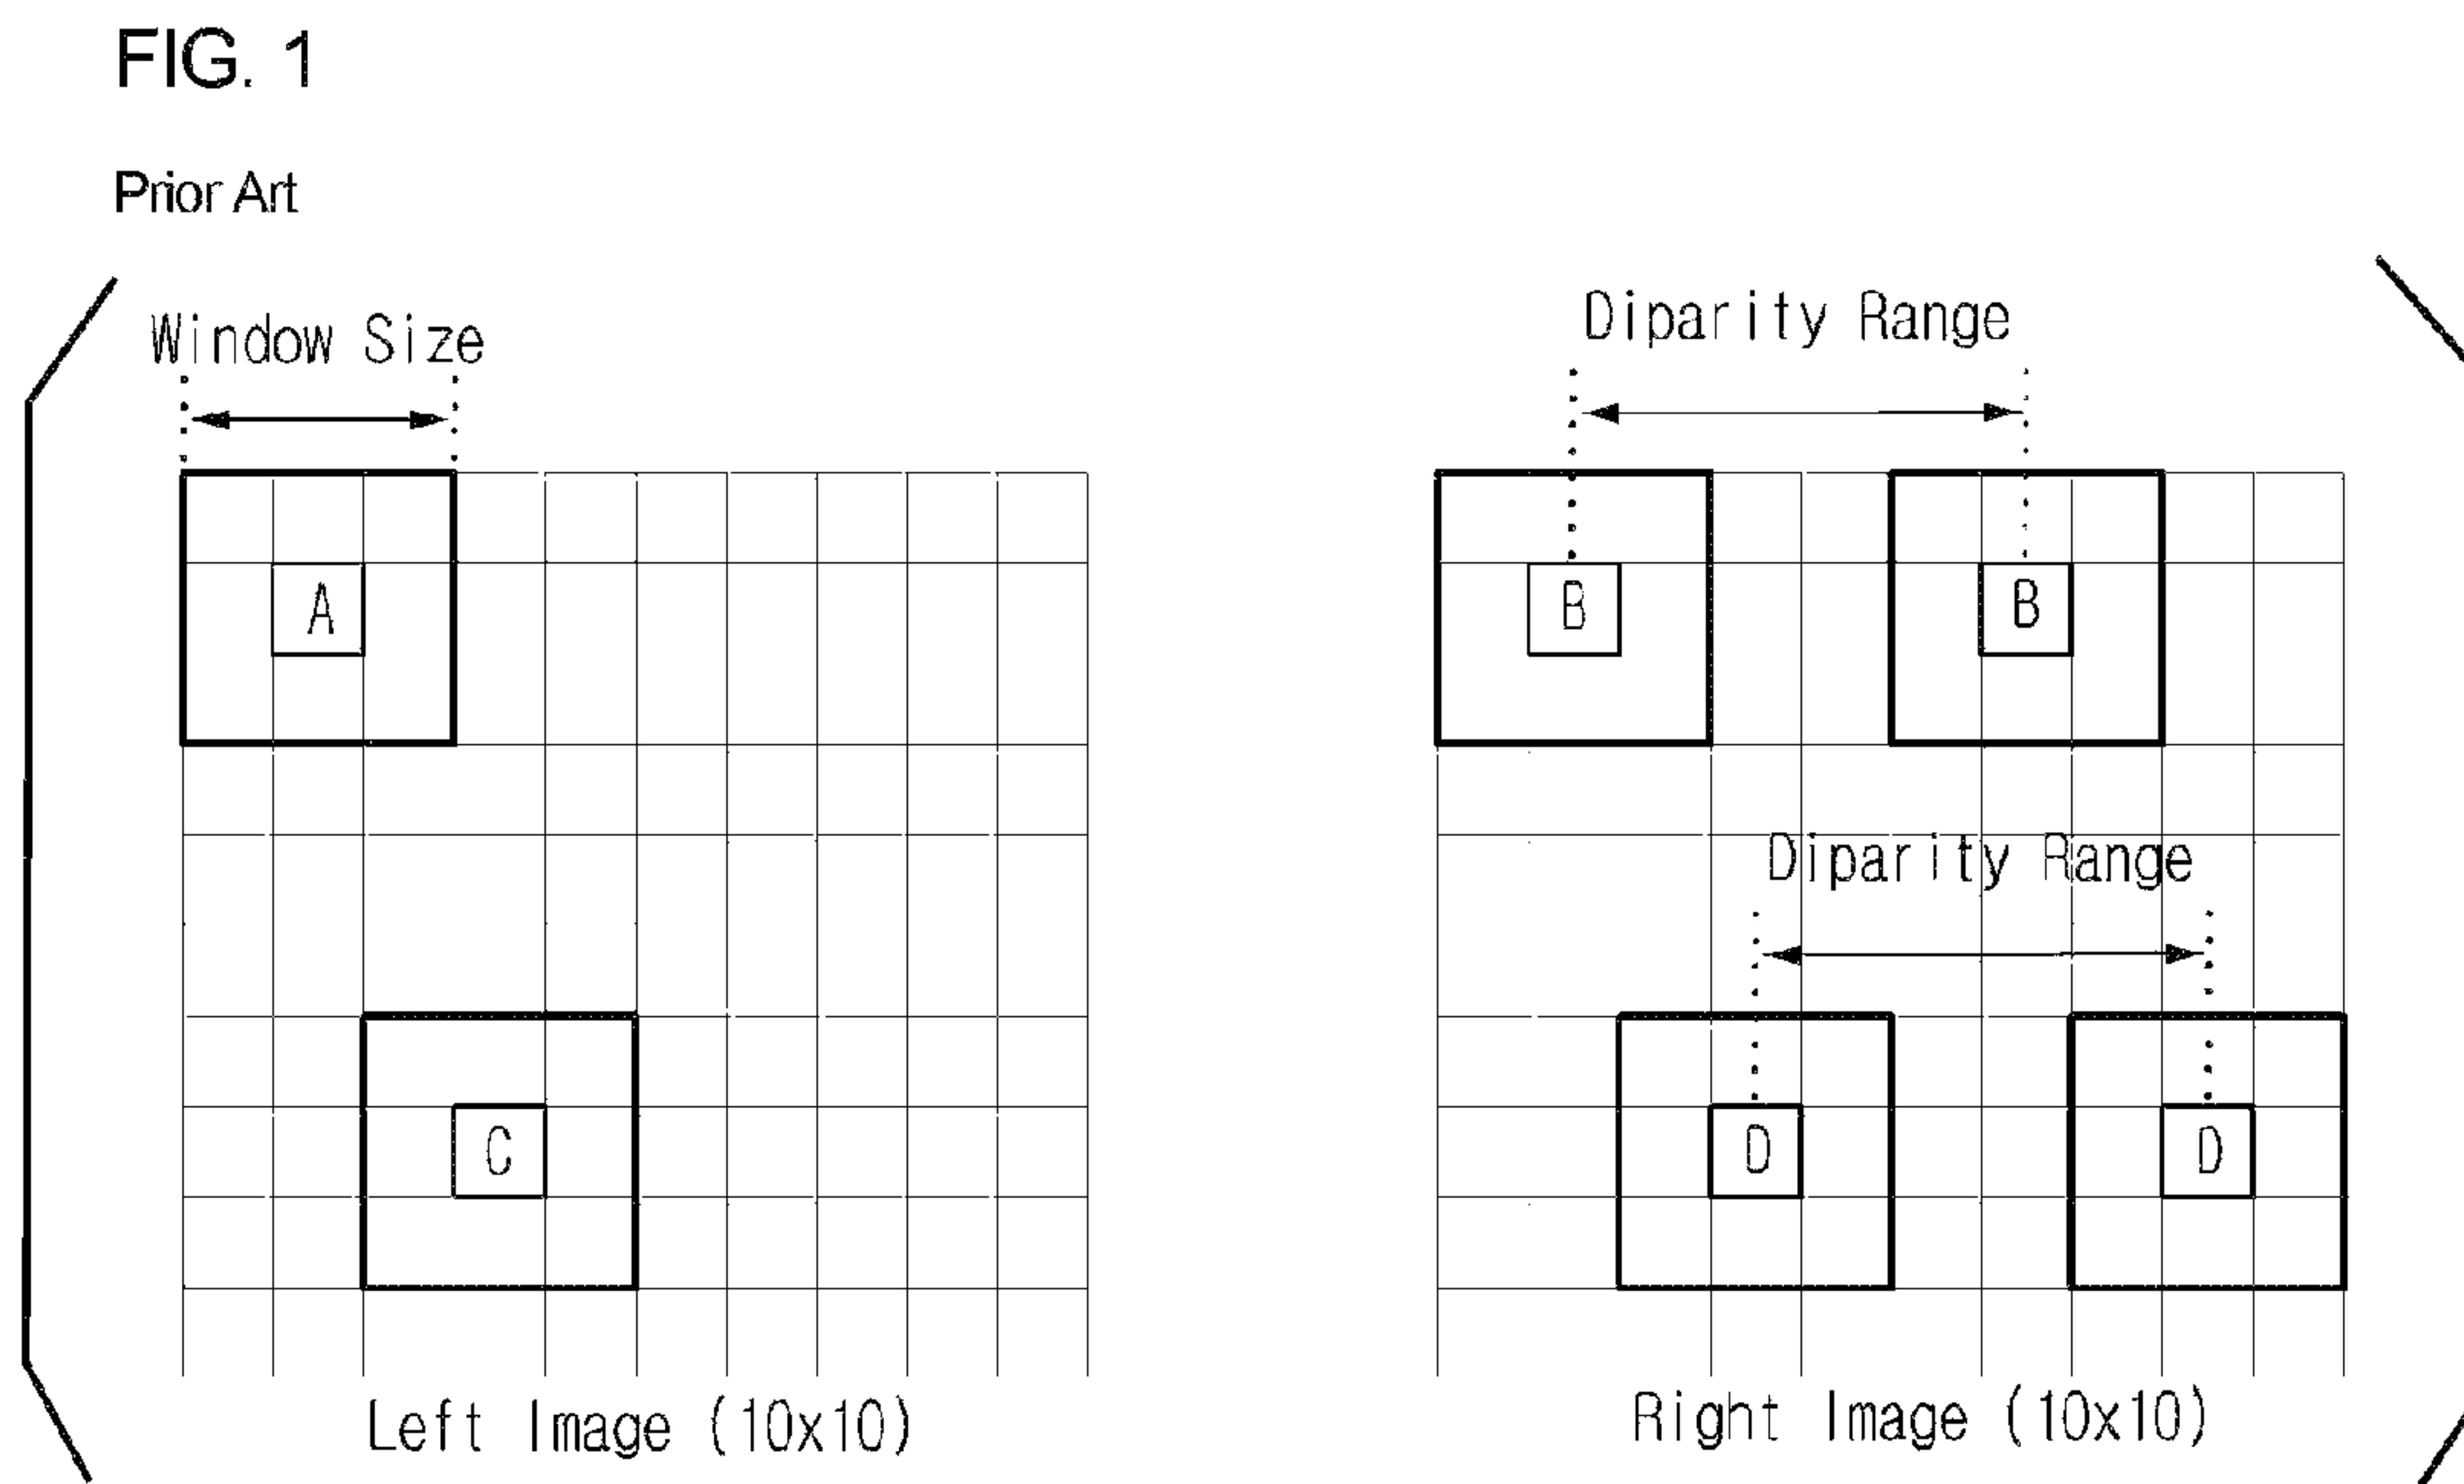 FIG. 1
Prior Art
Window Size
Diparity Range
A
B
B
Diparity Range
C
D
D
Left Image (10x10)
Right Image (10x10)